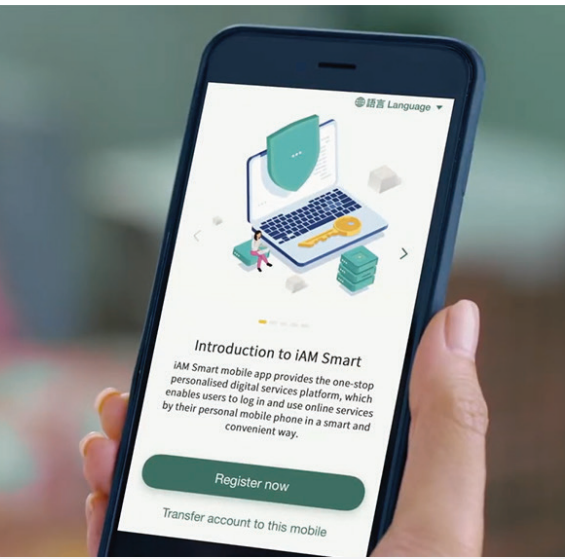 語言 Language
Introduction to iAM Smart
iAM Smart mobile app provides the one-stop
personalised digital services platform, which
enables users to log in and use online services
by their personal mobile phone in a smart and
convenient way.
Register now
Transfer account to this mobile